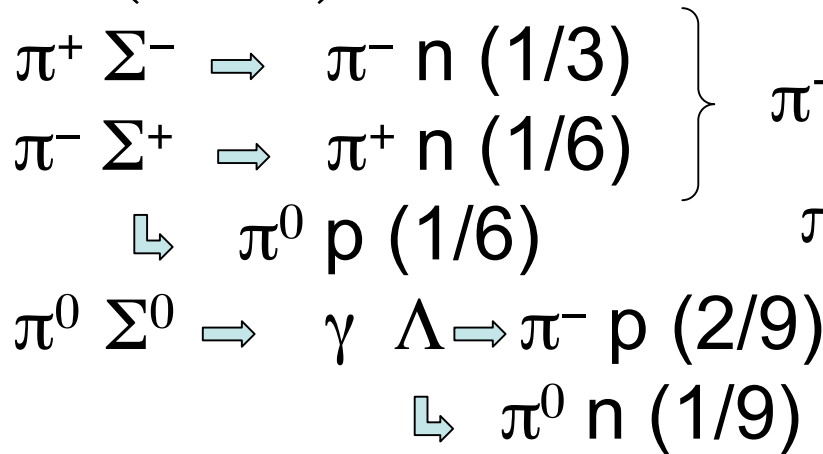 π⁺ Σ⁻ ⇨ π⁻ n (1/3)
π⁻ Σ⁺ ⇨ π⁺ n (1/6)
π⁰ p (1/6)
π⁰ Σ⁰ ⇨ γ Λ ⇨ π⁻ p (2/9)
π⁰ n (1/9)